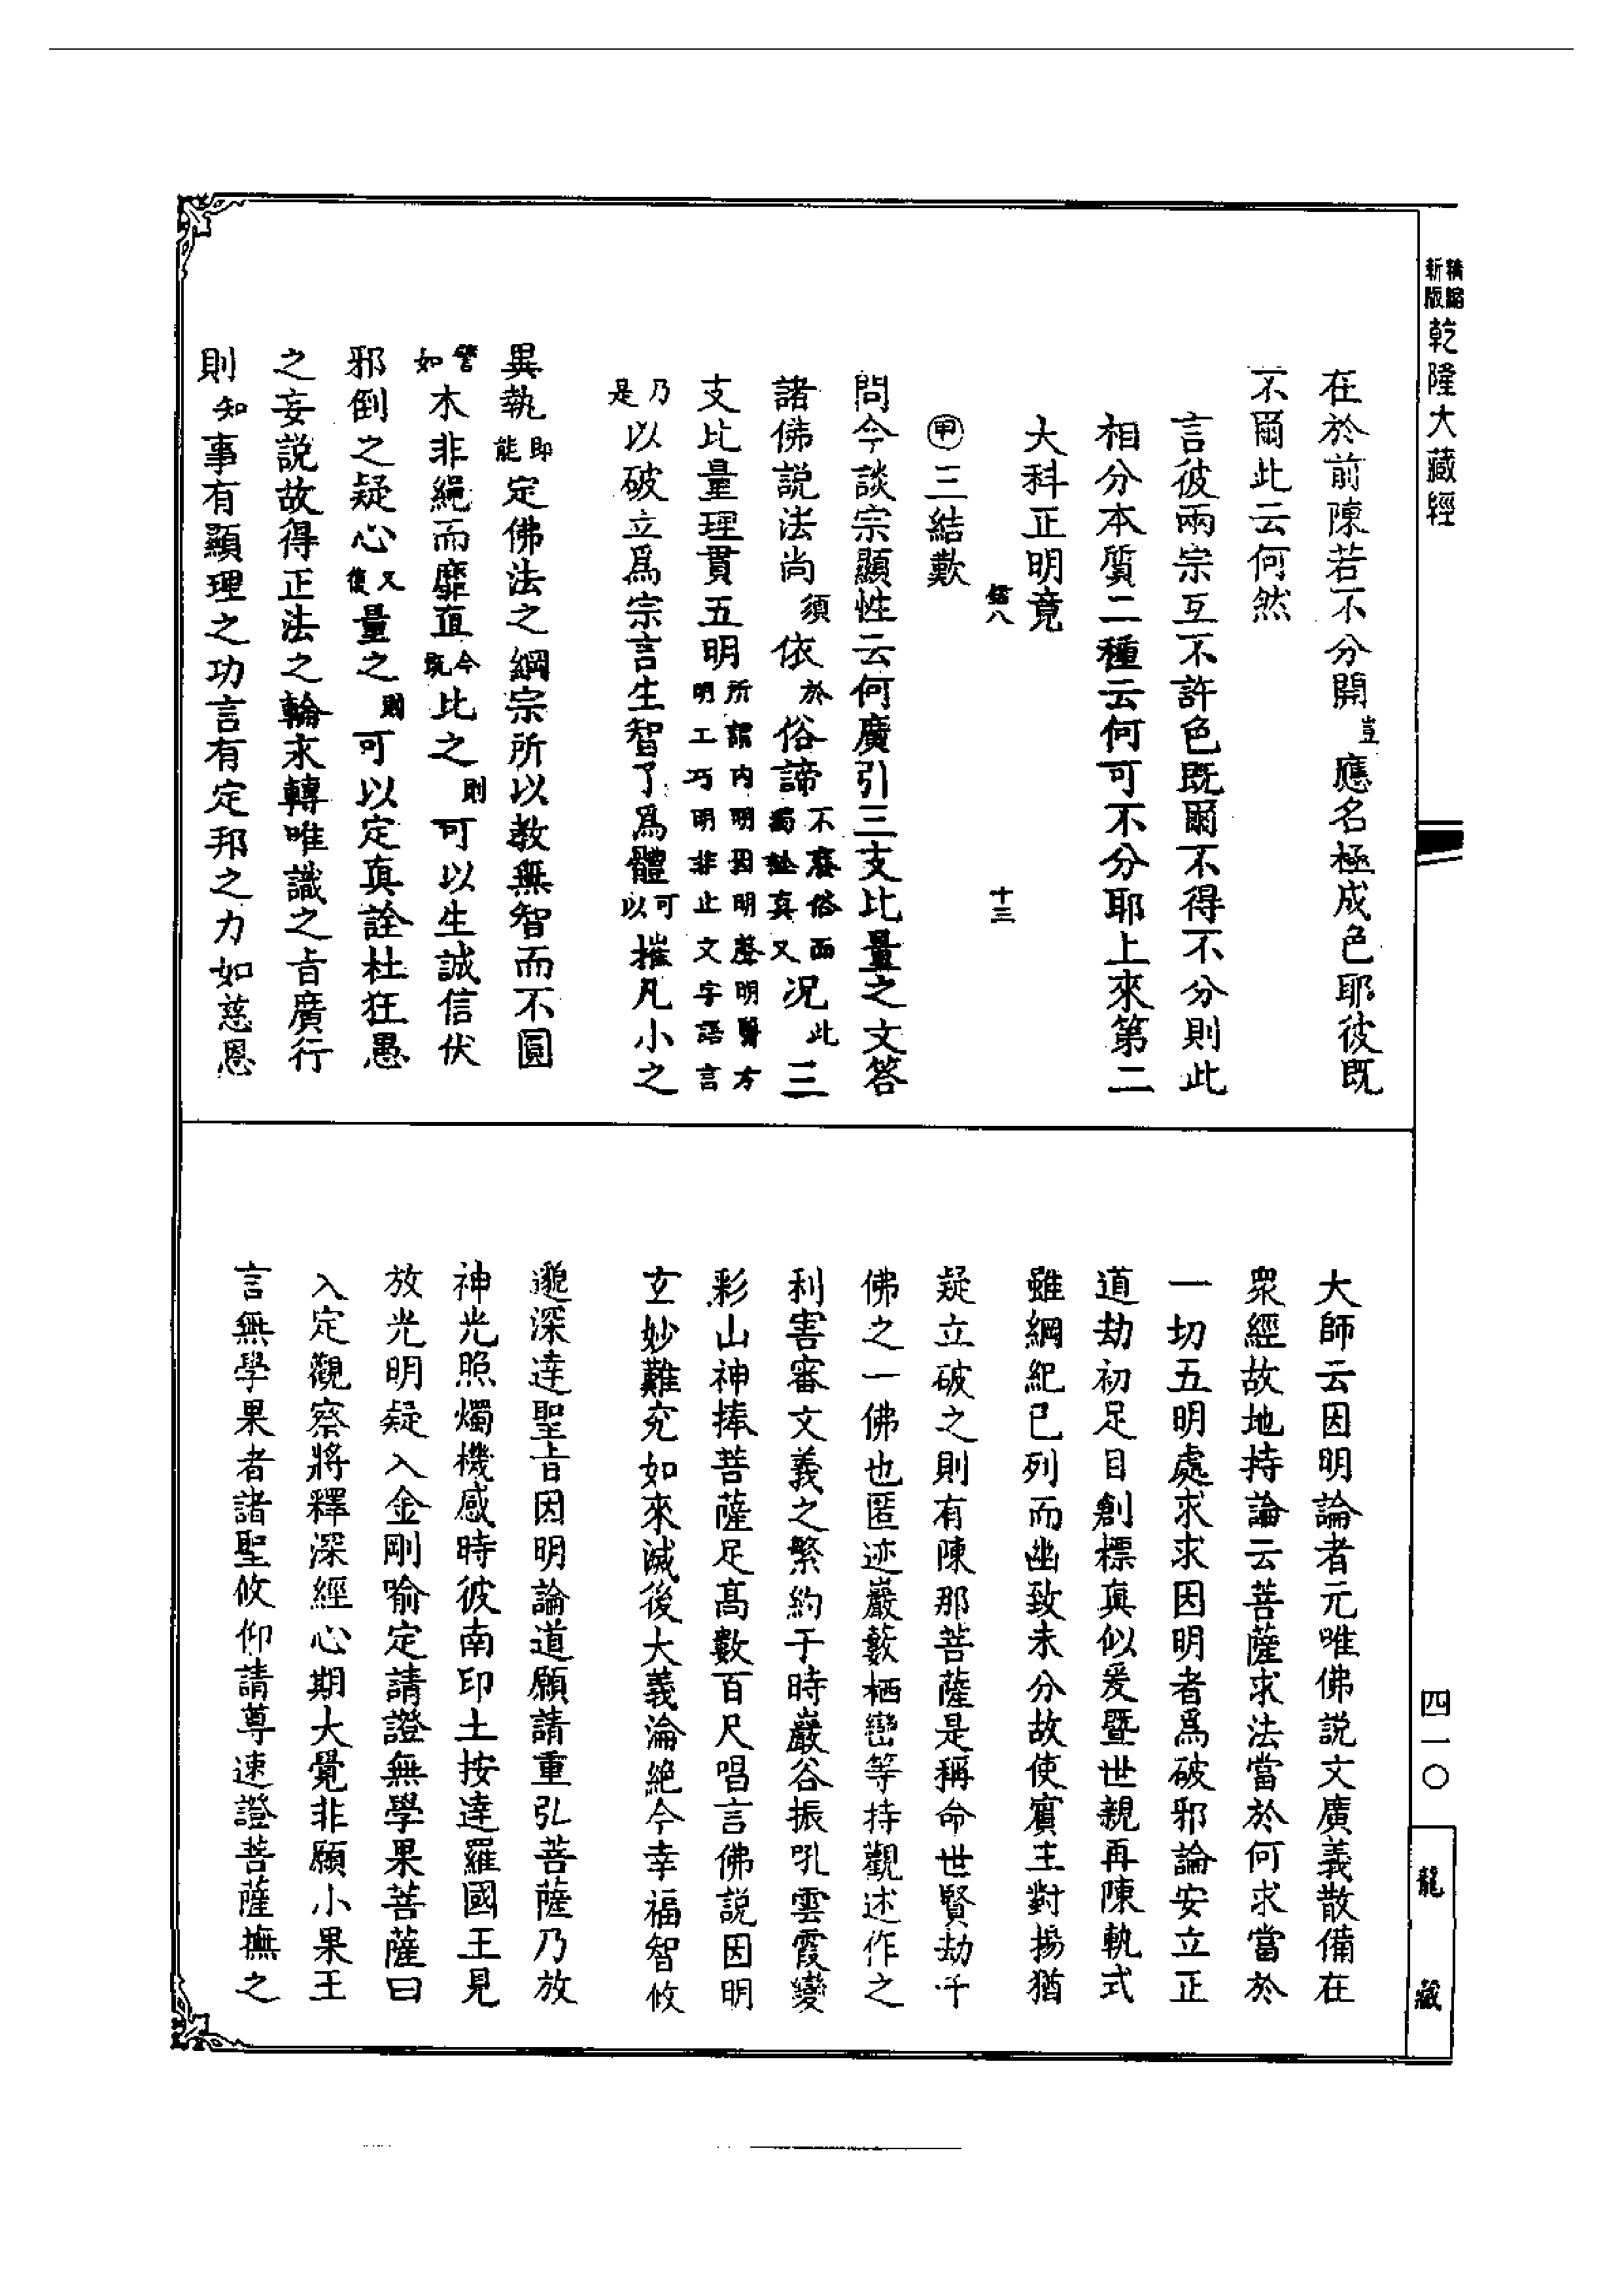 精縮
新版
乾隆大藏經
在於前陳若不分開豈應名極成色耶彼既
不爾此云何然
言彼兩宗互不許色既爾不得不分則此
相分本質二種云何可不分耶上來第二
大科正明竟
八 十三
㊙三結歎
問今談宗顯性云何廣引三支比量之文答
諸佛説法尚須依於俗諦不廢俗而獨詮真又况此三
支比量理貫五明所謂內明因明聲明醫方明工巧明非止文字語言
乃是以破立爲宗言生智了爲體可以摧凡小之
異執即能定佛法之綱宗所以教無智而不圓
譬如木非繩而靡直今既比之則可以生誠信伏
邪倒之疑心又復量之則可以定真詮杜狂愚
之妄説故得正法之輪永轉唯識之旨廣行
則知事有顯理之功言有定邦之力如慈恩
大師云因明論者元唯佛説文廣義散備在
衆經故地持論云菩薩求法當於何求當於
一切五明處求求因明者爲破邪論安立正
道劫初足目創標真似爰暨世親再陳軌式
雖綱紀已列而幽致未分故使賓主對揚猶
疑立破之則有陳那菩薩是稱命世賢劫千
佛之一佛也匿迹巖藪栖巒等持觀述作之
利害審文義之繁約于時巖谷振吼雲霞變
彩山神捧菩薩足高數百尺唱言佛説因明
玄妙難究如來滅後大義淪絶今幸福智攸
邈深達聖旨因明論道願請重弘菩薩乃放
神光照燭機感時彼南印土按達羅國王見
放光明疑入金剛喻定請證無學果菩薩曰
入定觀察將釋深經心期大覺非願小果王
言無學果者諸聖攸仰請尊速證菩薩撫之
四一〇
龍藏